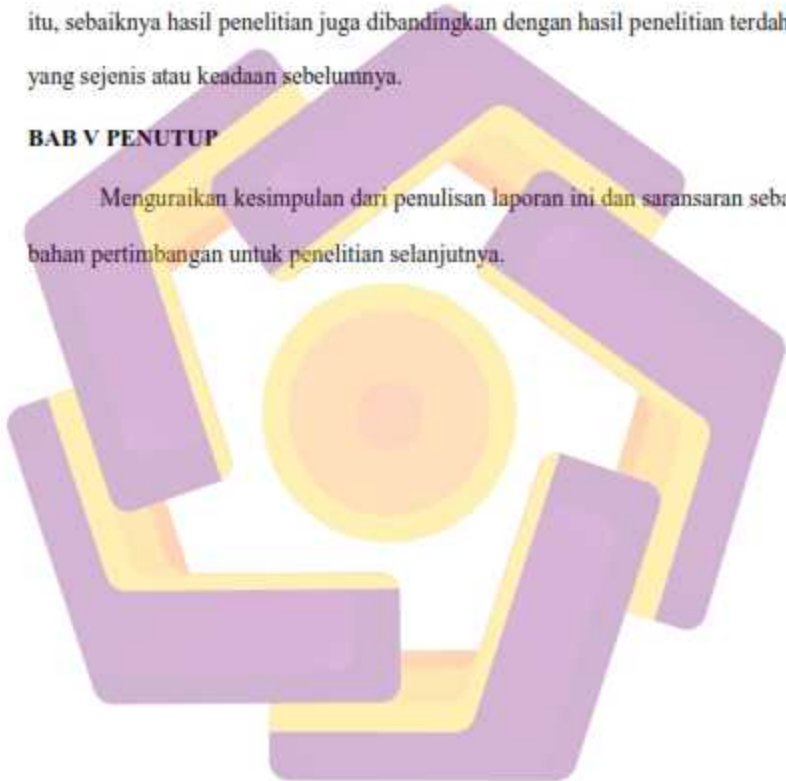 itu, sebaiknya hasil penelitian juga dibandingkan dengan hasil penelitian terdah
yang sejenis atau keadaan sebelumnya.
BAB V PENUTUP
Menguraikan kesimpulan dari penulisan laporan ini dan saransaran seba
bahan pertimbangan untuk penelitian selanjutnya.